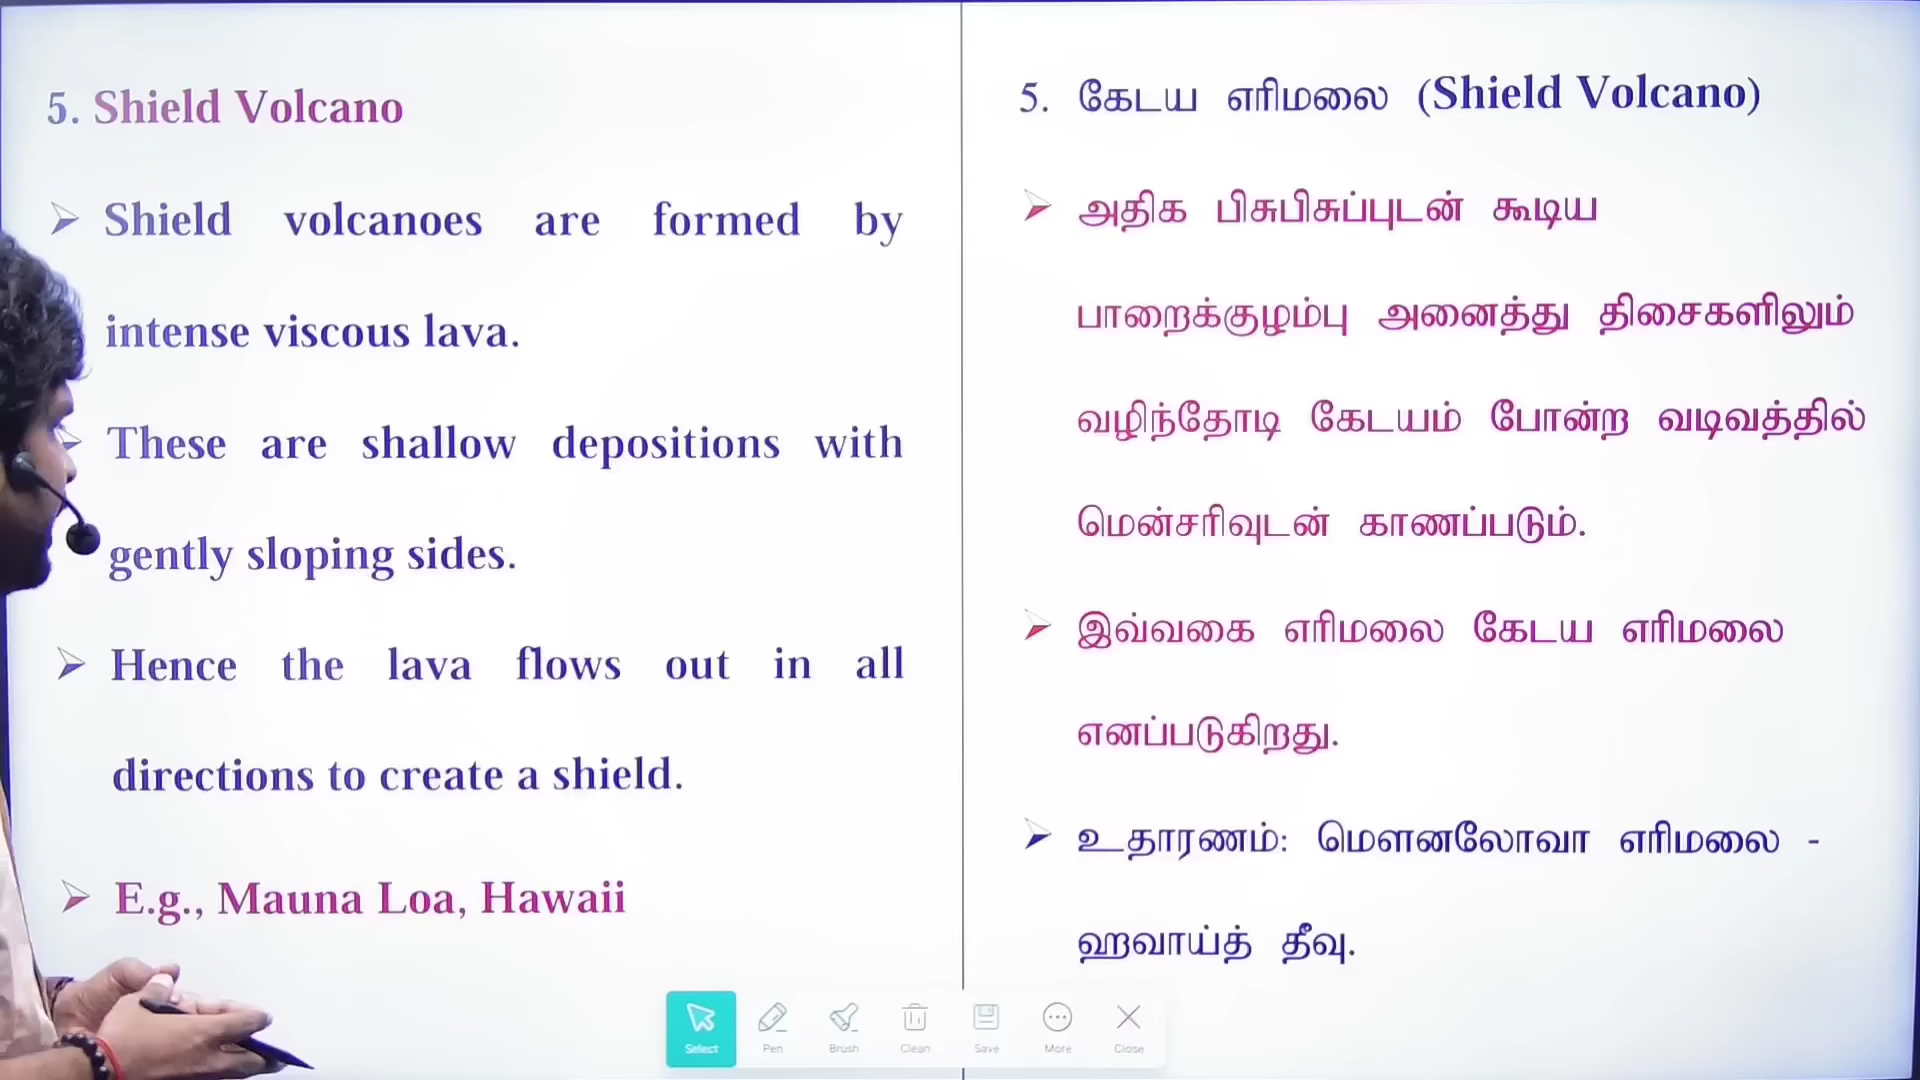 5. Shield Volcano
➢ Shield volcanoes are formed by
intense viscous lava.
These are shallow depositions with
gently sloping sides.
➢ Hence the lava flows out in all
directions to create a shield.
➢ E.g., Mauna Loa, Hawaii
5. கேடய எரிமலை (Shield Volcano)
➢ அதிக பிசுபிசுப்புடன் கூடிய
பாறைக்குழம்பு அனைத்து திசைகளிலும்
வழிந்தோடி கேடயம் போன்ற வடிவத்தில்
மென்சரிவுடன் காணப்படும்.
➢ இவ்வகை எரிமலை கேடய எரிமலை
எனப்படுகிறது.
➢ உதாரணம்: மௌனலோவா எரிமலை -
ஹவாய்த் தீவு.
Select Pen Brush Clean Save More Close